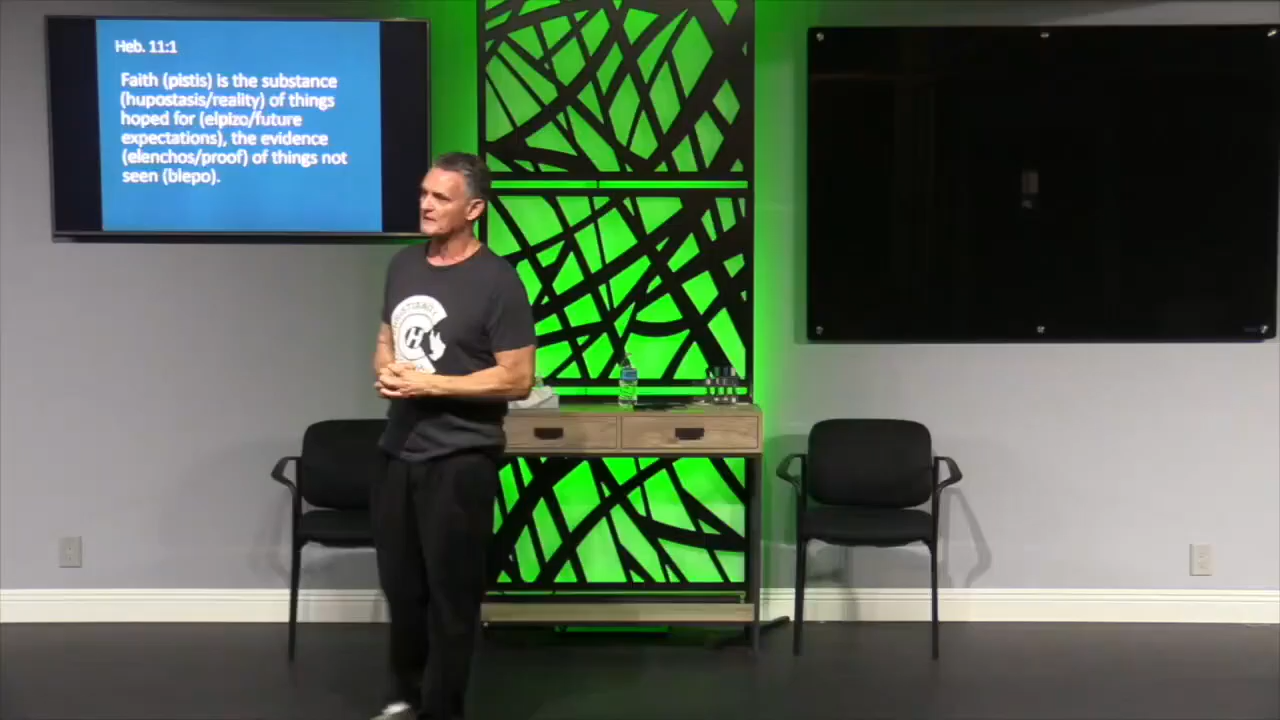 Heb. 11:1
Faith (pistis) is the substance
(hupostasis/reality) of things
hoped for (elpizo/future
expectations), the evidence
(elenchos/proof) of things not
seen (blepo).
H